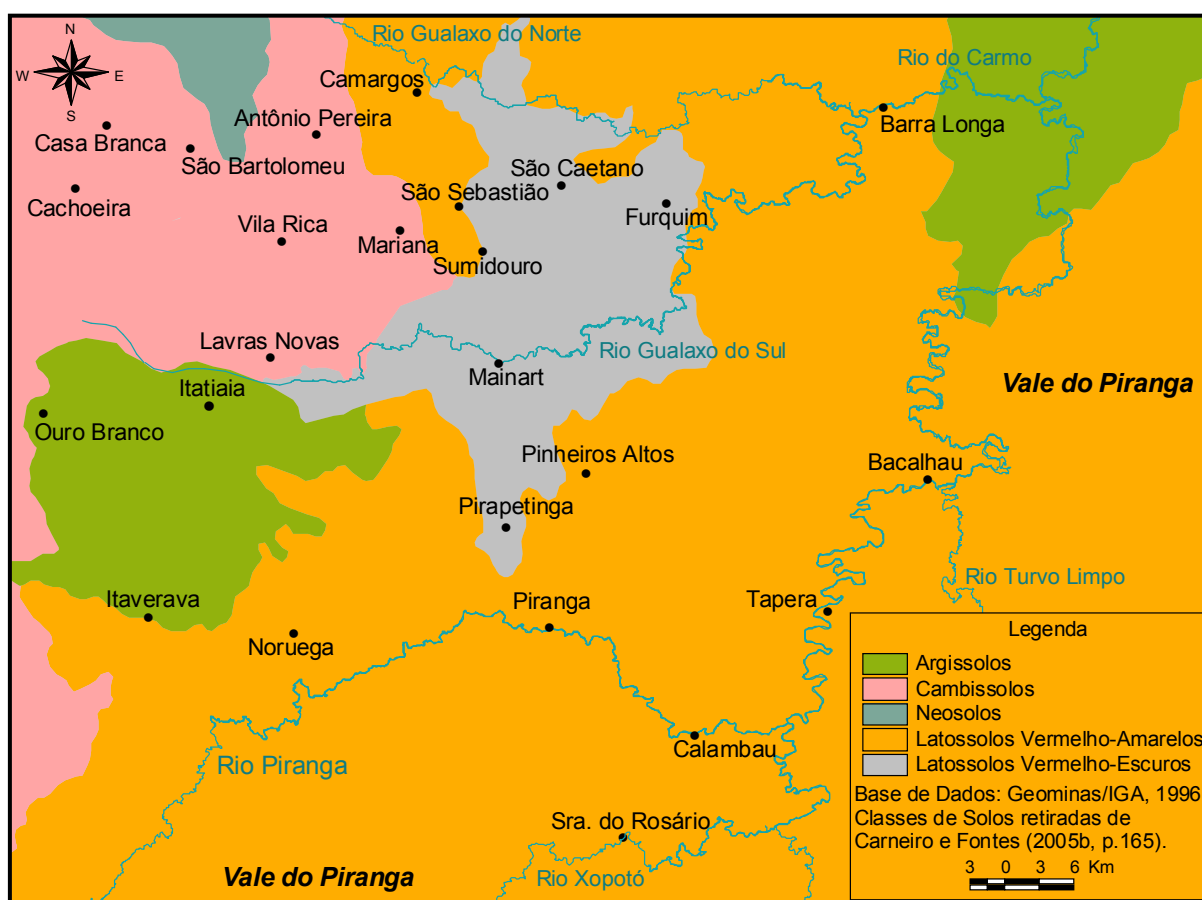 N
W E
S
Rio Gualaxo do Norte
Rio do Carmo
Camargos
Casa Branca
Antônio Pereira
Barra Longa
São Bartolomeu
São Caetano
Cachoeira
São Sebastião
Vila Rica
Furquim
Mariana
Sumidouro
Lavras Novas
Rio Gualaxo do Sul
Mainart
Itatiaia
Vale do Piranga
Ouro Branco
Pinheiros Altos
Bacalhau
Pirapetinga
Rio Turvo Limpo
Itaverava
Piranga
Tapera
Noruega
Calambau
Rio Piranga
Sra. do Rosário
Vale do Piranga
Rio Xopotó
Legenda
Argissolos
Cambissolos
Neosolos
Latossolos Vermelho-Amarelos
Latossolos Vermelho-Escuros
Base de Dados: Geominas/IGA, 1996
Classes de Solos retiradas de
Carneiro e Fontes (2005b, p.165).
3 0 3 6 Km